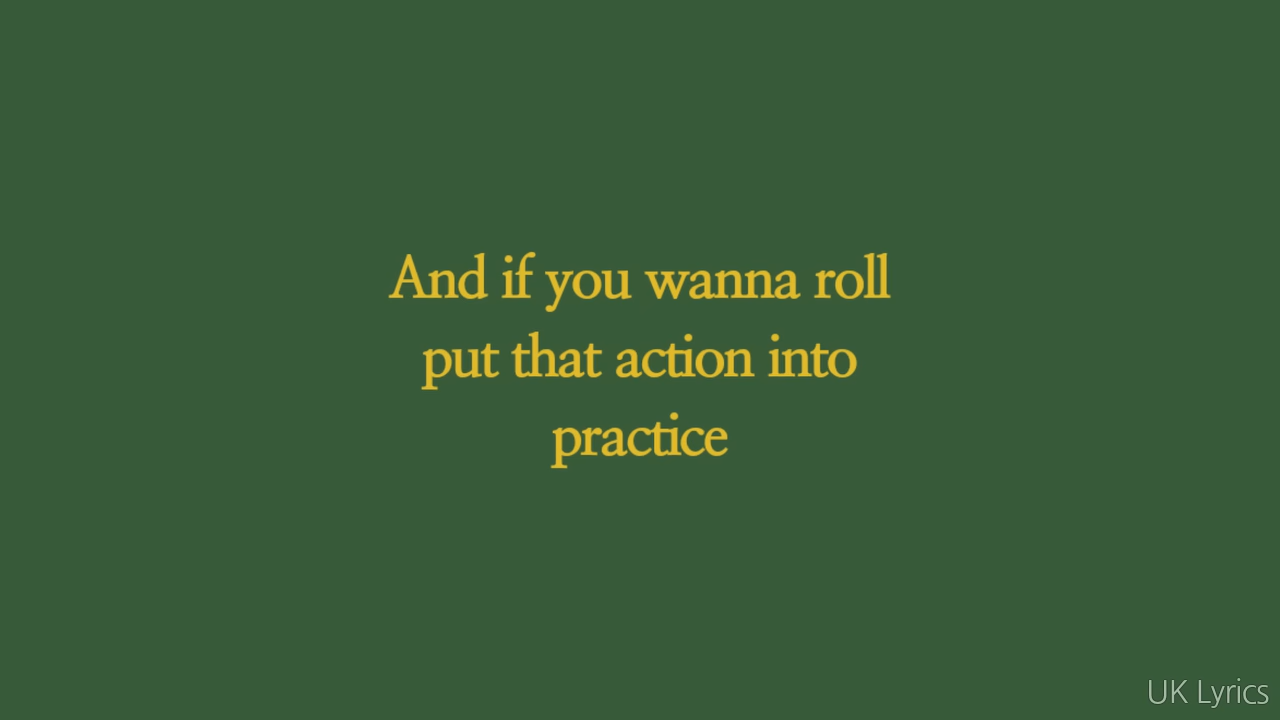 And if you wanna roll
put that action into
practice
UK Lyrics